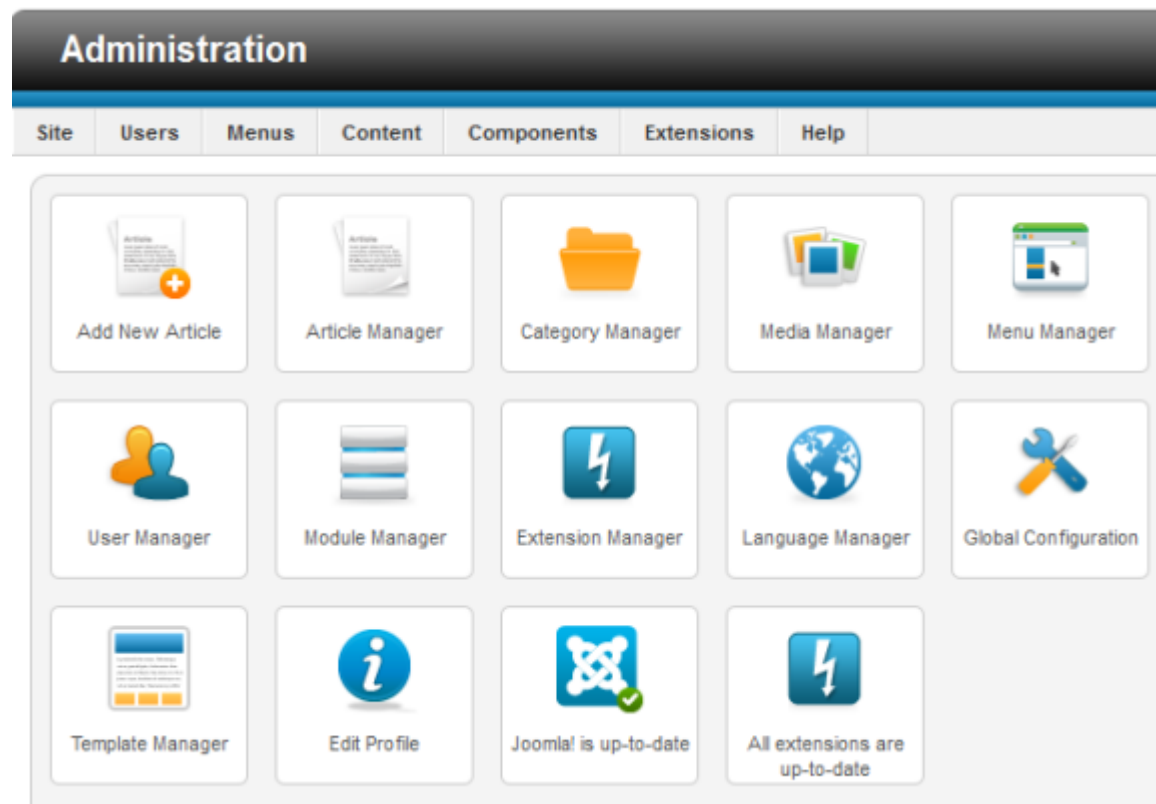 Administration
Site Users Menus Content Components Extensions Help
Article
Article
Add New Article Article Manager Category Manager Media Manager Menu Manager
User Manager Module Manager Extension Manager Language Manager Global Configuration
Template Manager Edit Profile Joomla! is up-to-date All extensions are
up-to-date